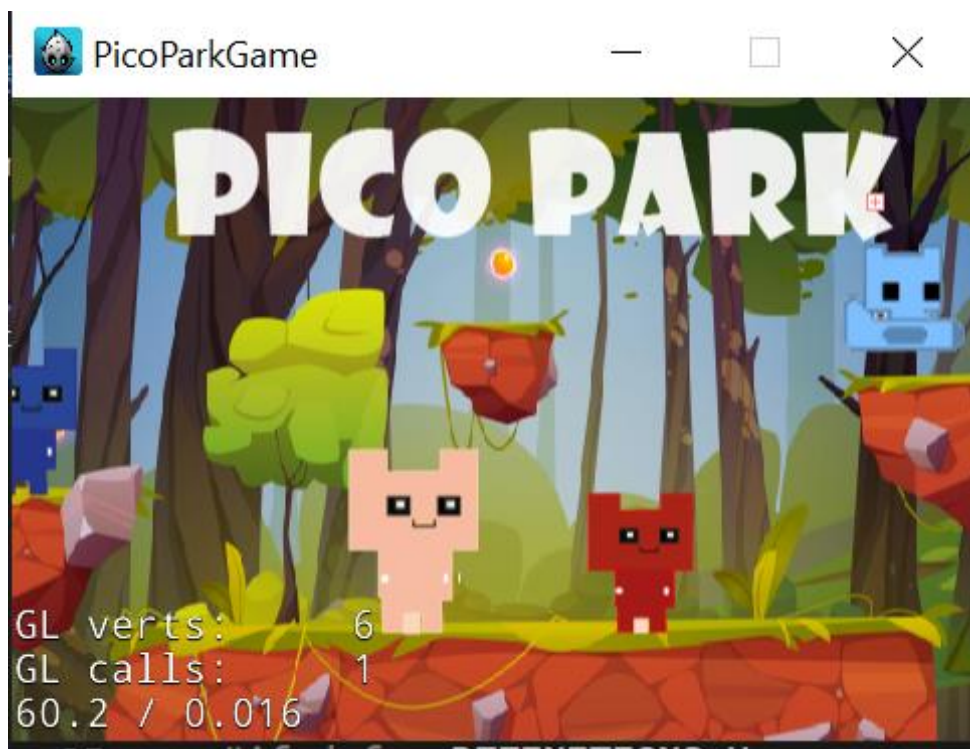 PicoParkGame
PICO PARK
GL verts: 6
GL calls: 1
60.2 / 0.016